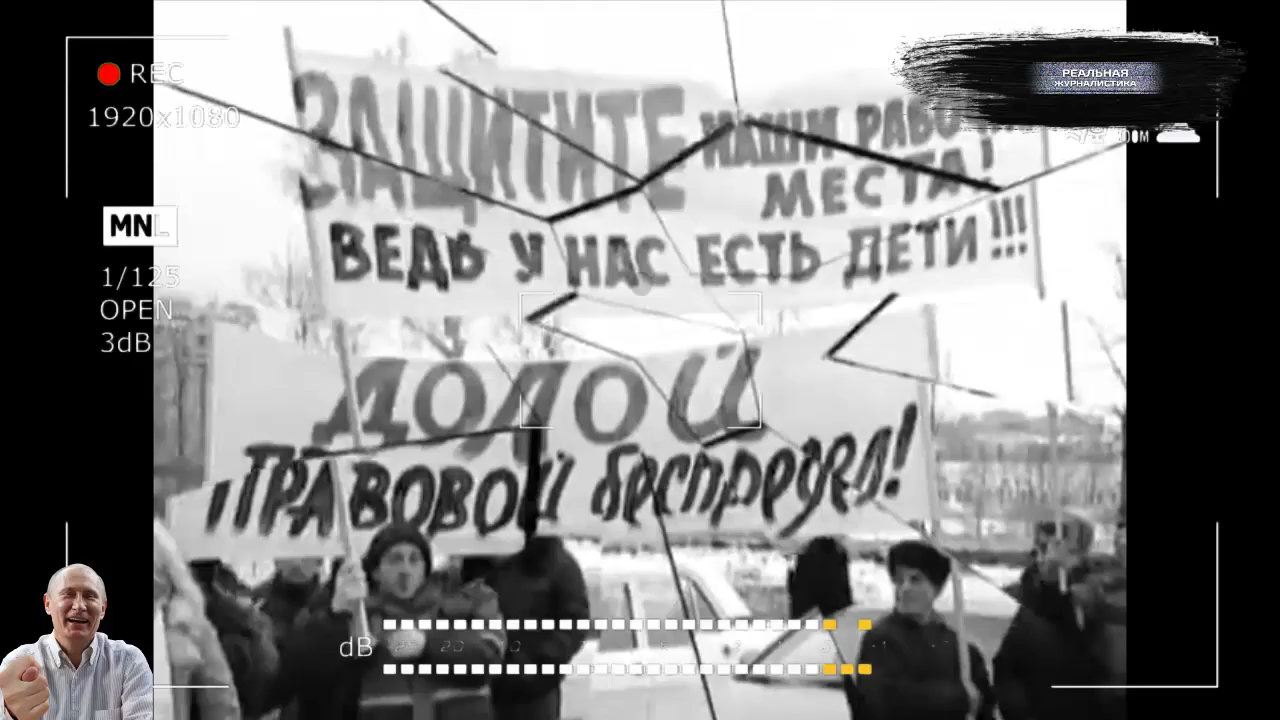 REC
1920x1080
РЕАЛЬНАЯ
ЖУРНАЛИСТИКА
MNL
1/125
OPEN
3dB
ЗАЩИТИТЕ НАШИ
МЕСТА!
ВЕДЬ У НАС ЕСТЬ ДЕТИ!!!
ДОЛОЙ
ПРАВОВОЙ беспредел!
dB